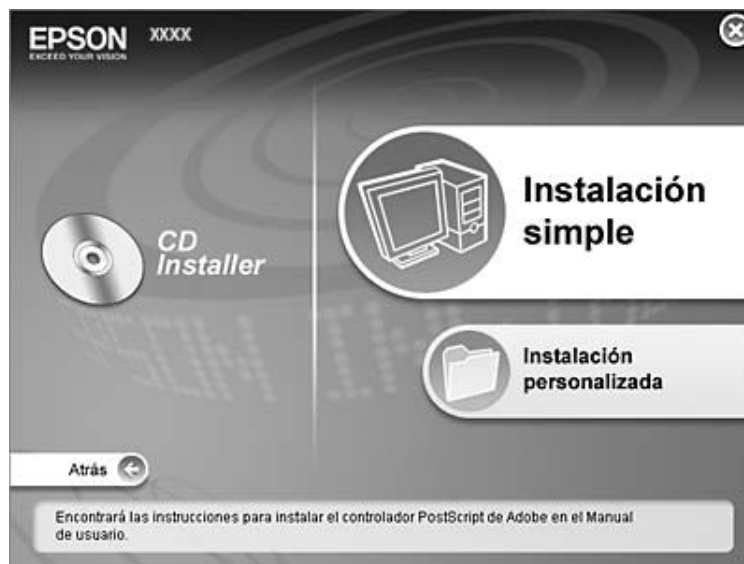 EPSON XXXX
EXCEED YOUR VISION
Instalación
simple
CD
Installer
Instalación
personalizada
Atrás
Encontrará las instrucciones para instalar el controlador PostScript de Adobe en el Manual
de usuario.